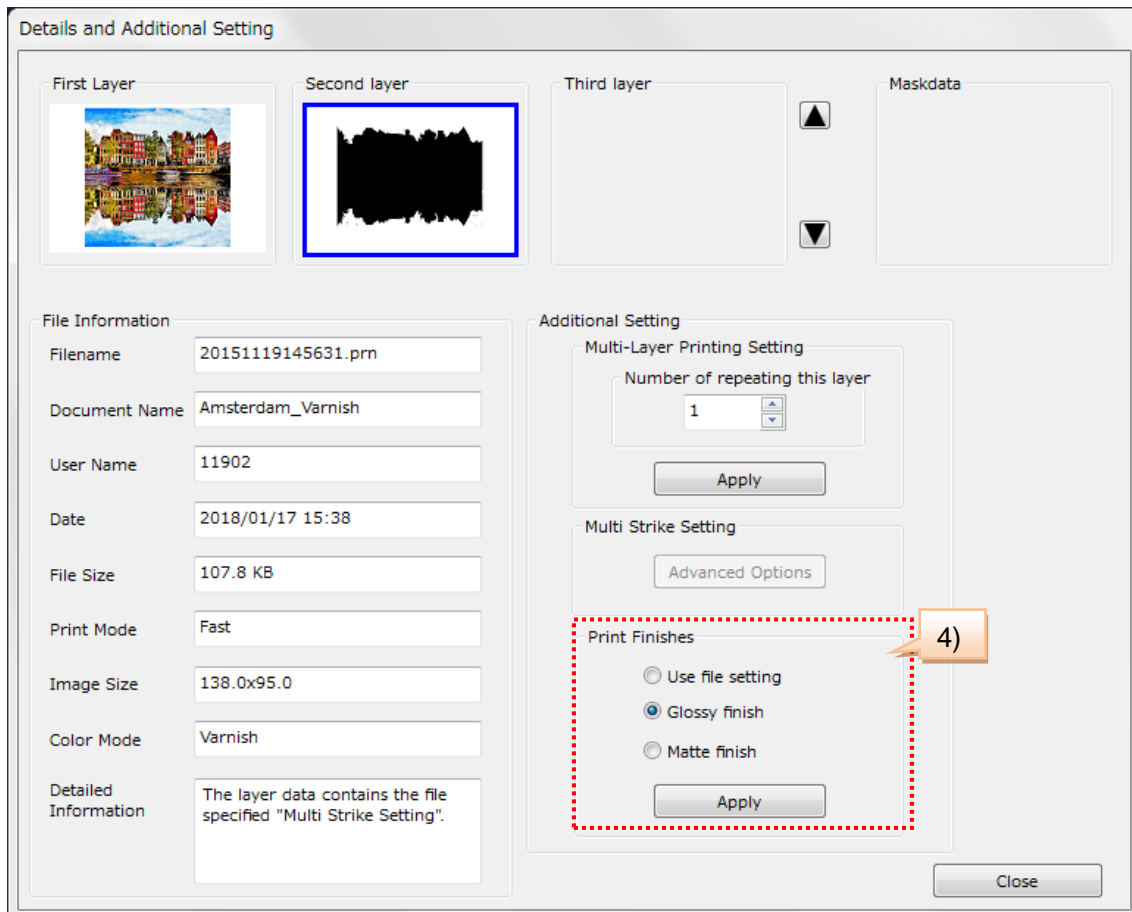 Details and Additional Setting
First Layer
Second layer
Third layer
Maskdata
File Information
Filename
20151119145631.prn
Document Name
Amsterdam_Varnish
User Name
11902
Date
2018/01/17 15:38
File Size
107.8 KB
Print Mode
Fast
Image Size
138.0x95.0
Color Mode
Varnish
Detailed
Information
The layer data contains the file
specified "Multi Strike Setting".
Additional Setting
Multi-Layer Printing Setting
Number of repeating this layer
1
Apply
Multi Strike Setting
Advanced Options
Print Finishes
4)
Use file setting
Glossy finish
Matte finish
Apply
Close